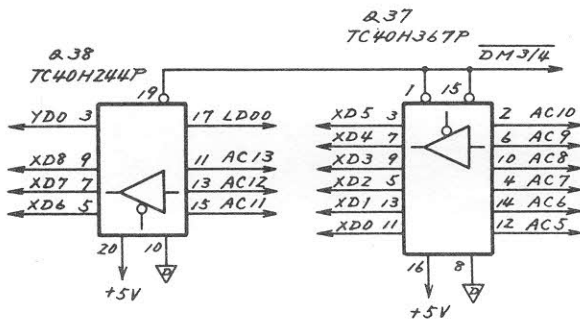 Q37
TC40H367P
Q38
TC40H244P
DM3/4
19
1 15
YD0 3 17 LD00
XD8 9 11 AC13
XD7 7 13 AC12
XD6 5 15 AC11
20 10
+5V D
XD5 3 2 AC10
XD4 7 6 AC9
XD3 9 10 AC8
XD2 5 4 AC7
XD1 13 14 AC6
XD0 11 12 AC5
16 8
+5V D